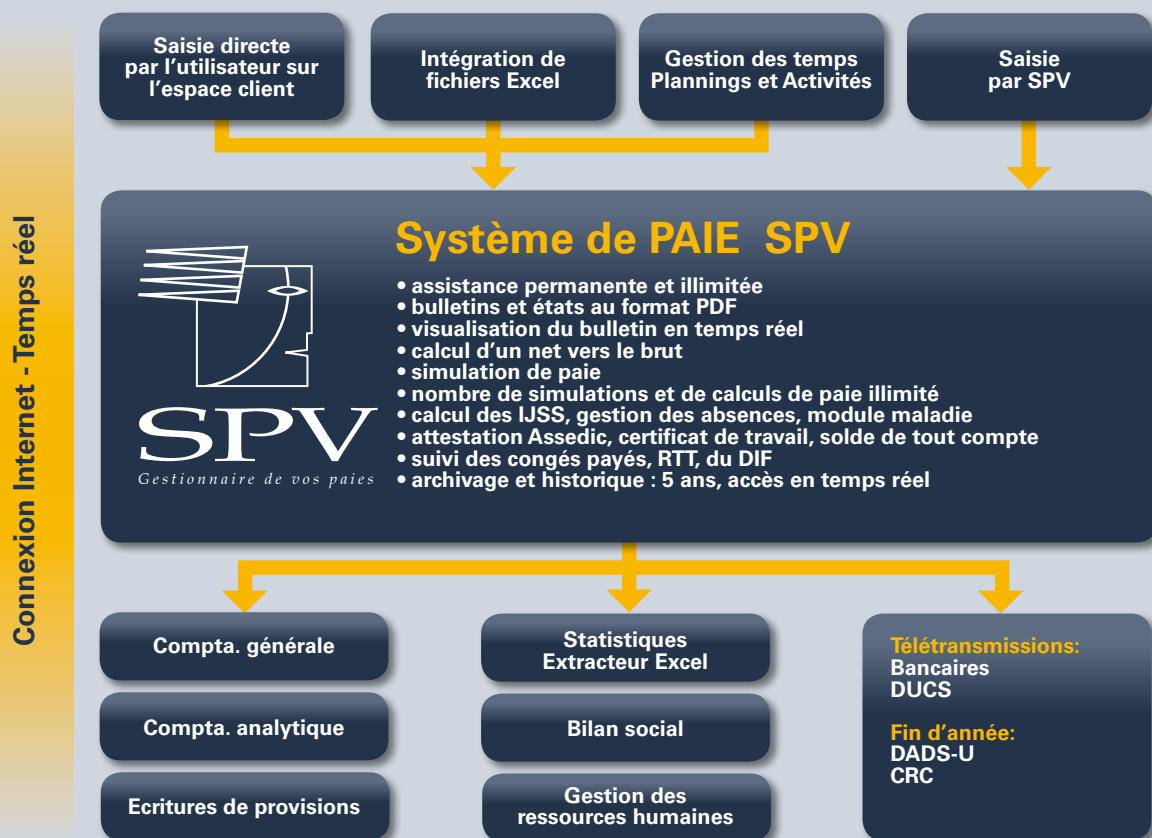 Connexion Internet - Temps réel
Saisie directe
par l'utilisateur sur
l'espace client
Intégration de
fichiers Excel
Gestion des temps
Plannings et Activités
Saisie
par SPV
Système de PAIE SPV
• assistance permanente et illimitée
• bulletins et états au format PDF
• visualisation du bulletin en temps réel
• calcul d'un net vers le brut
• simulation de paie
• nombre de simulations et de calculs de paie illimité
• calcul des IJSS, gestion des absences, module maladie
• attestation Assedic, certificat de travail, solde de tout compte
• suivi des congés payés, RTT, du DIF
• archivage et historique : 5 ans, accès en temps réel
SPV
Gestionnaire de vos paies
Compta. générale
Compta. analytique
Ecritures de provisions
Statistiques
Extracteur Excel
Bilan social
Gestion des
ressources humaines
Télétransmissions:
Bancaires
DUCS
Fin d'année:
DADS-U
CRC